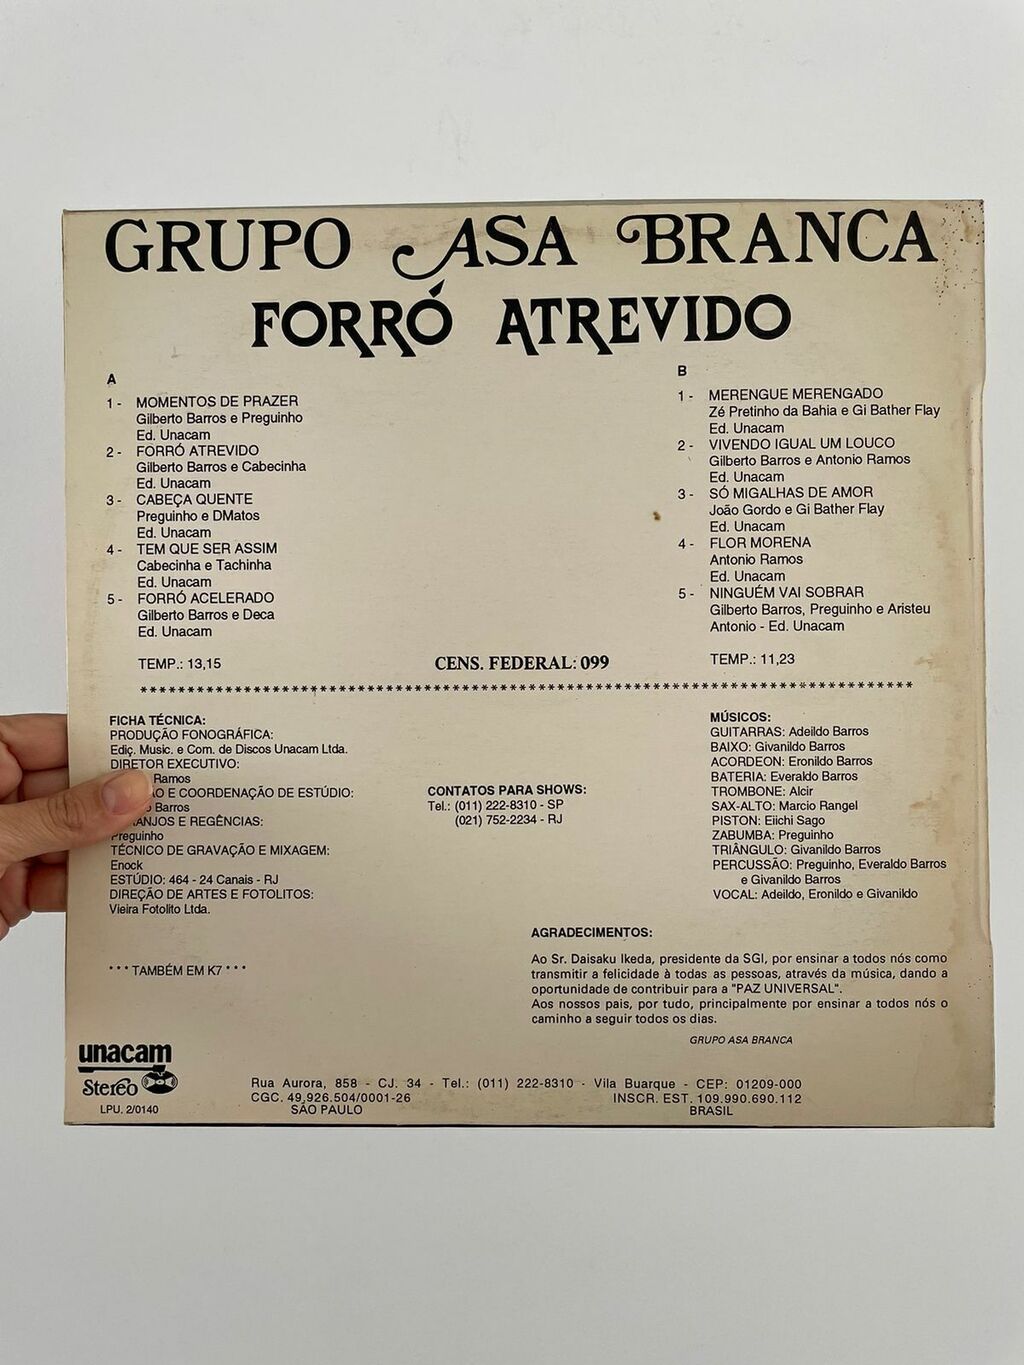 GRUPO ASA BRANCA
FORRÓ ATREVIDO
A
1 - MOMENTOS DE PRAZER
Gilberto Barros e Preguinho
Ed. Unacam
2 - FORRÓ ATREVIDO
Gilberto Barros e Cabecinha
Ed. Unacam
3 - CABEÇA QUENTE
Preguinho e DMatos
Ed. Unacam
4 - TEM QUE SER ASSIM
Cabecinha e Tachinha
Ed. Unacam
5 - FORRÓ ACELERADO
Gilberto Barros e Deca
Ed. Unacam
TEMP.: 13,15
B
1 - MERENGUE MERENGADO
Zé Pretinho da Bahia e Gi Bather Flay
Ed. Unacam
2 - VIVENDO IGUAL UM LOUCO
Gilberto Barros e Antonio Ramos
Ed. Unacam
3 - SÓ MIGALHAS DE AMOR
João Gordo e Gi Bather Flay
Ed. Unacam
4 - FLOR MORENA
Antonio Ramos
Ed. Unacam
5 - NINGUÉM VAI SOBRAR
Gilberto Barros, Preguinho e Aristeu
Antonio - Ed. Unacam
TEMP.: 11,23
CENS. FEDERAL: 099
FICHA TÉCNICA:
PRODUÇÃO FONOGRÁFICA:
Ediç. Music. e Com. de Discos Unacam Ltda.
DIRETOR EXECUTIVO:
Ramos
E COORDENAÇÃO DE ESTÚDIO:
Barros
E REGÊNCIAS:
Preguinho
TÉCNICO DE GRAVAÇÃO E MIXAGEM:
Enock
ESTÚDIO: 464 - 24 Canais - RJ
DIREÇÃO DE ARTES E FOTOLITOS:
Vieira Fotolito Ltda.
*** TAMBÉM EM K7 ***
CONTATOS PARA SHOWS:
Tel.: (011) 222-8310 - SP
(021) 752-2234 - RJ
MÚSICOS:
GUITARRAS: Adeildo Barros
BAIXO: Givanildo Barros
ACORDEON: Eronildo Barros
BATERIA: Everaldo Barros
TROMBONE: Alcir
SAX-ALTO: Marcio Rangel
PISTON: Eiichi Sago
ZABUMBA: Preguinho
TRIÂNGULO: Givanildo Barros
PERCUSSÃO: Preguinho, Everaldo Barros
e Givanildo Barros
VOCAL: Adeildo, Eronildo e Givanildo
AGRADECIMENTOS:
Ao Sr. Daisaku Ikeda, presidente da SGI, por ensinar a todos nós como
transmitir a felicidade à todas as pessoas, através da música, dando a
oportunidade de contribuir para a "PAZ UNIVERSAL".
Aos nossos pais, por tudo, principalmente por ensinar a todos nós o
caminho a seguir todos os dias.
GRUPO ASA BRANCA
unacam
Stereo
LPU. 2/0140
Rua Aurora, 858 - CJ. 34 - Tel.: (011) 222-8310 - Vila Buarque - CEP: 01209-000
CGC. 49,926.504/0001-26 INSCR. EST. 109.990.690.112
SÃO PAULO BRASIL